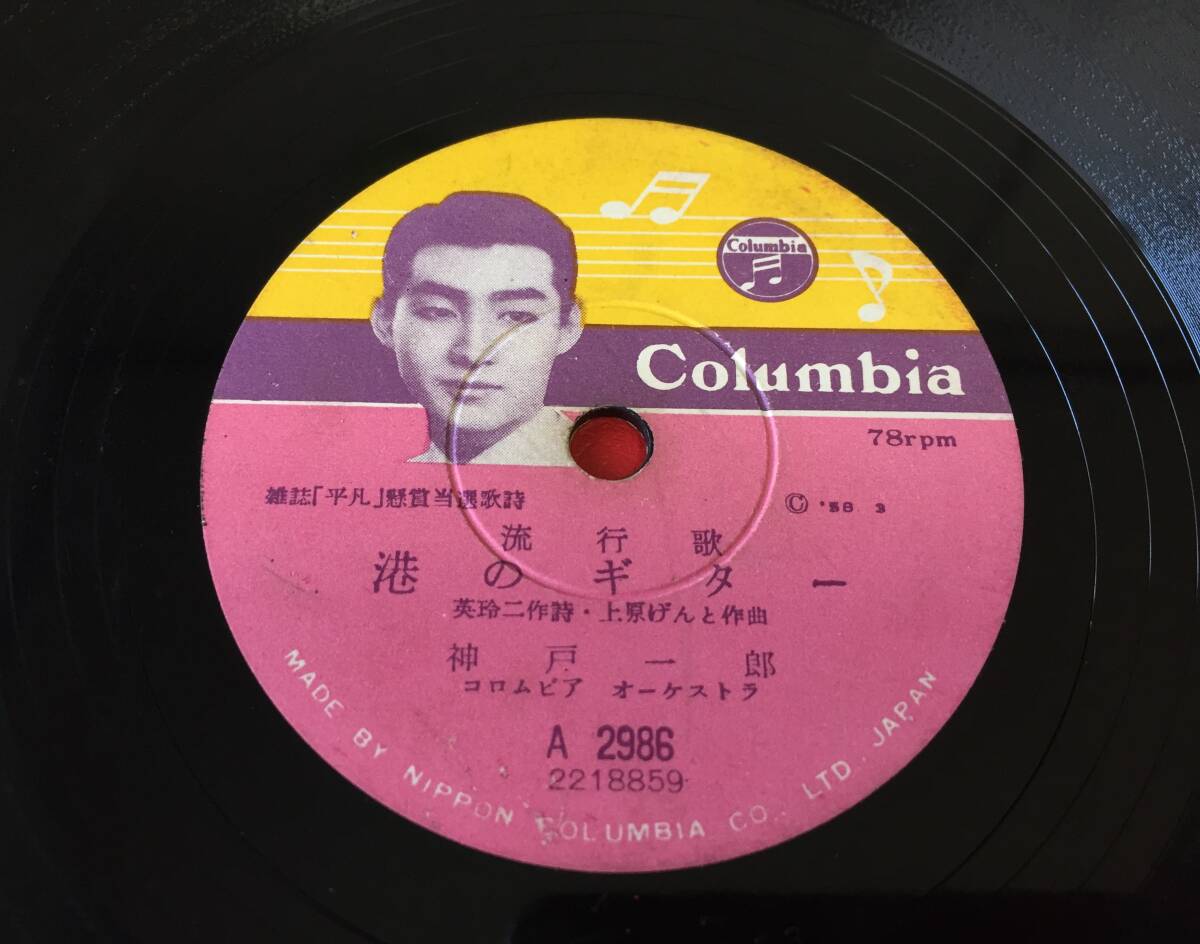 Columbia
Columbia
78rpm
雑誌「平凡」懸賞当選歌詩
Ⓒ '58 3
流行歌
港のギター
英玲二作詩・上原げんと作曲
神戸一郎
コロムビア オーケストラ
A 2986
2218859
MADE BY NIPPON COLUMBIA CO., LTD. JAPAN